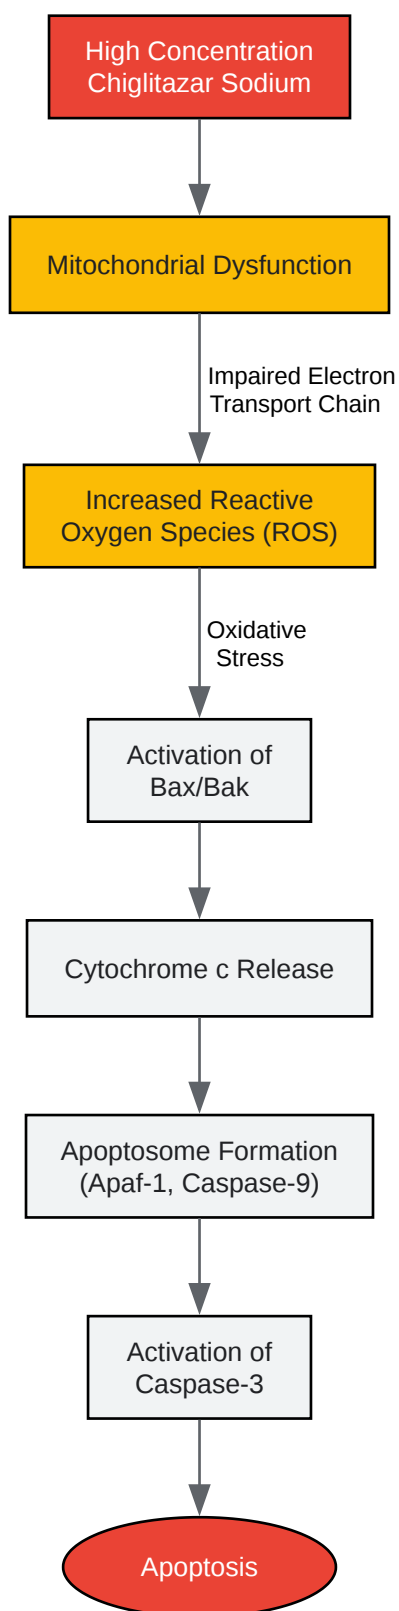 High Concentration
Chiglitazar Sodium
Mitochondrial Dysfunction
Impaired Electron
Transport Chain
Increased Reactive
Oxygen Species (ROS)
Oxidative
Stress
Activation of
Bax/Bak
Cytochrome c Release
Apoptosome Formation
(Apaf-1, Caspase-9)
Activation of
Caspase-3
Apoptosis